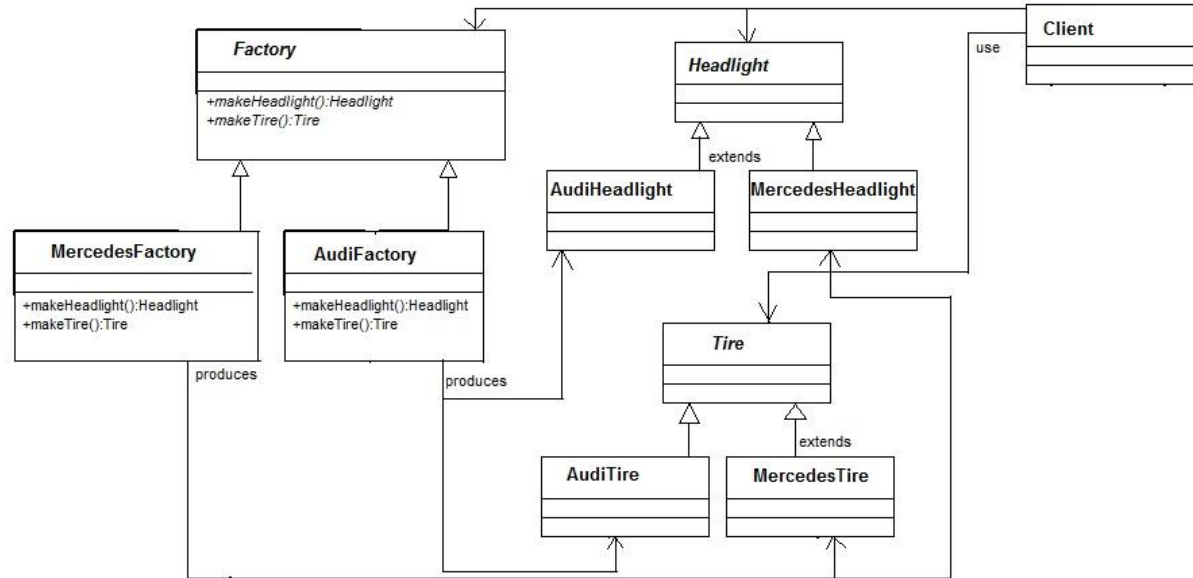 Factory
+makeHeadlight():Headlight
+makeTire():Tire
Headlight
Client
use
extends
AudiHeadlight
MercedesHeadlight
MercedesFactory
+makeHeadlight():Headlight
+makeTire():Tire
AudiFactory
+makeHeadlight():Headlight
+makeTire():Tire
Tire
produces
produces
extends
AudiTire
MercedesTire